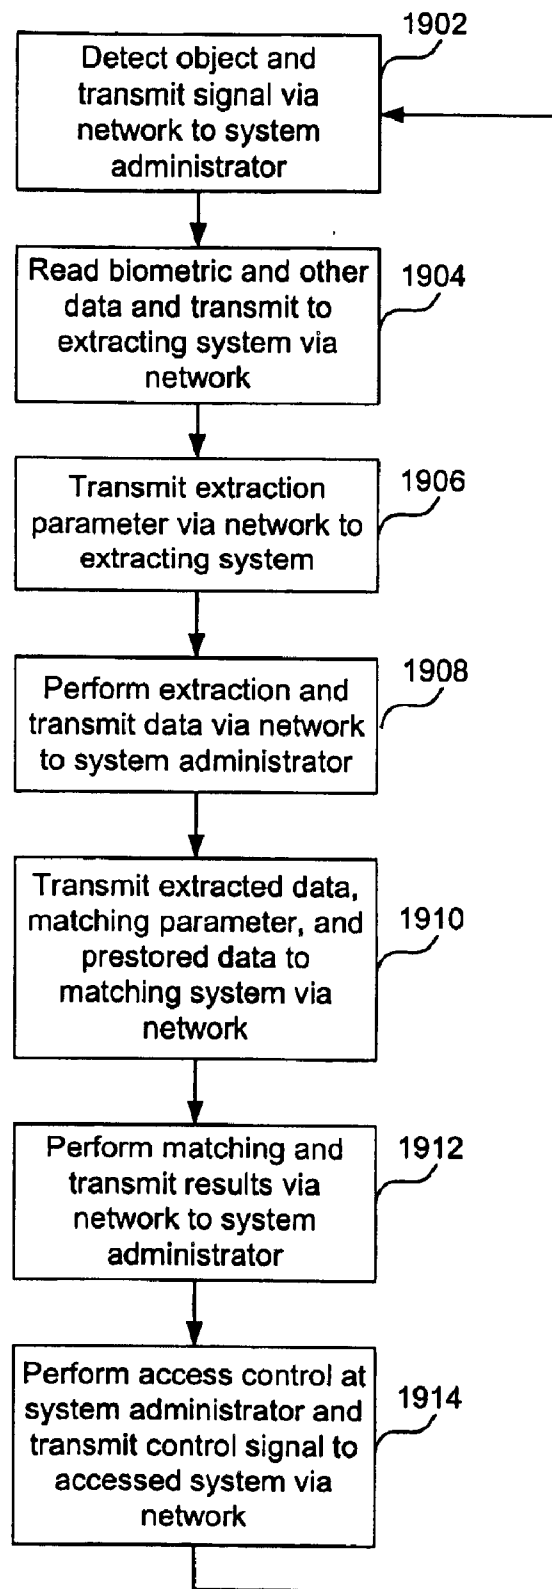 1902
Detect object and
transmit signal via
network to system
administrator
1904
Read biometric and other
data and transmit to
extracting system via
network
1906
Transmit extraction
parameter via network to
extracting system
1908
Perform extraction and
transmit data via network
to system administrator
1910
Transmit extracted data,
matching parameter, and
prestored data to
matching system via
network
1912
Perform matching and
transmit results via
network to system
administrator
1914
Perform access control at
system administrator and
transmit control signal to
accessed system via
network